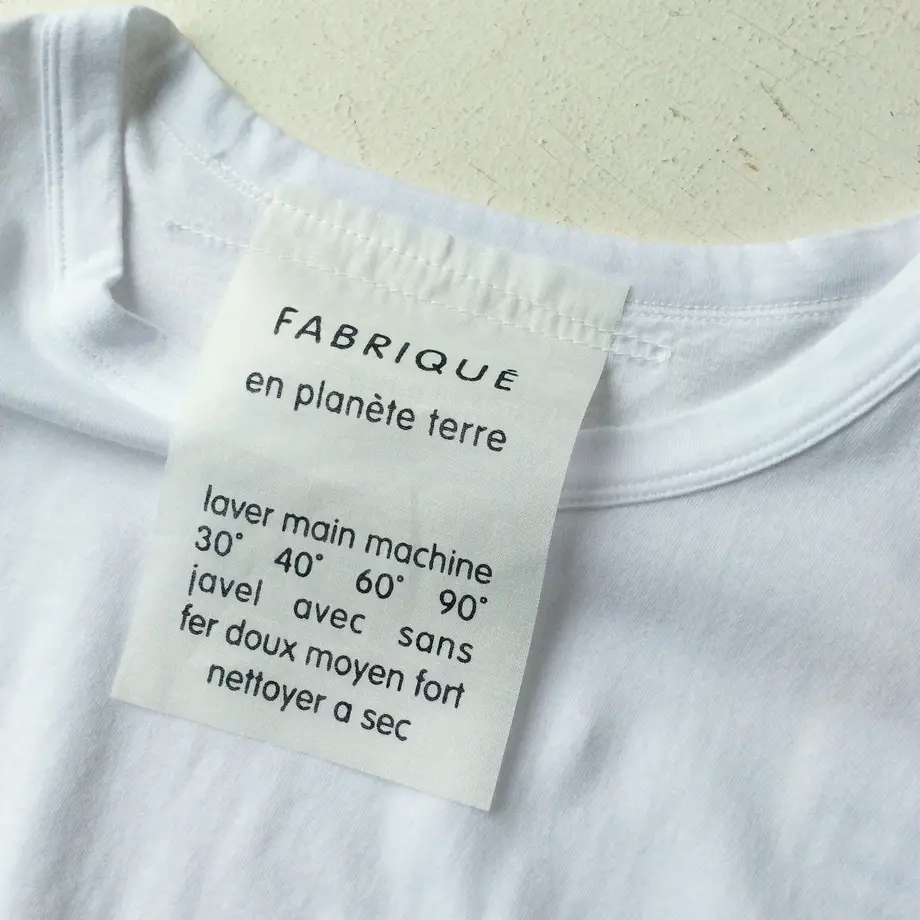 FABRIQUÉ
en planète terre
laver main machine
30° 40° 60° 90°
javel avec sans
fer doux moyen fort
nettoyer a sec